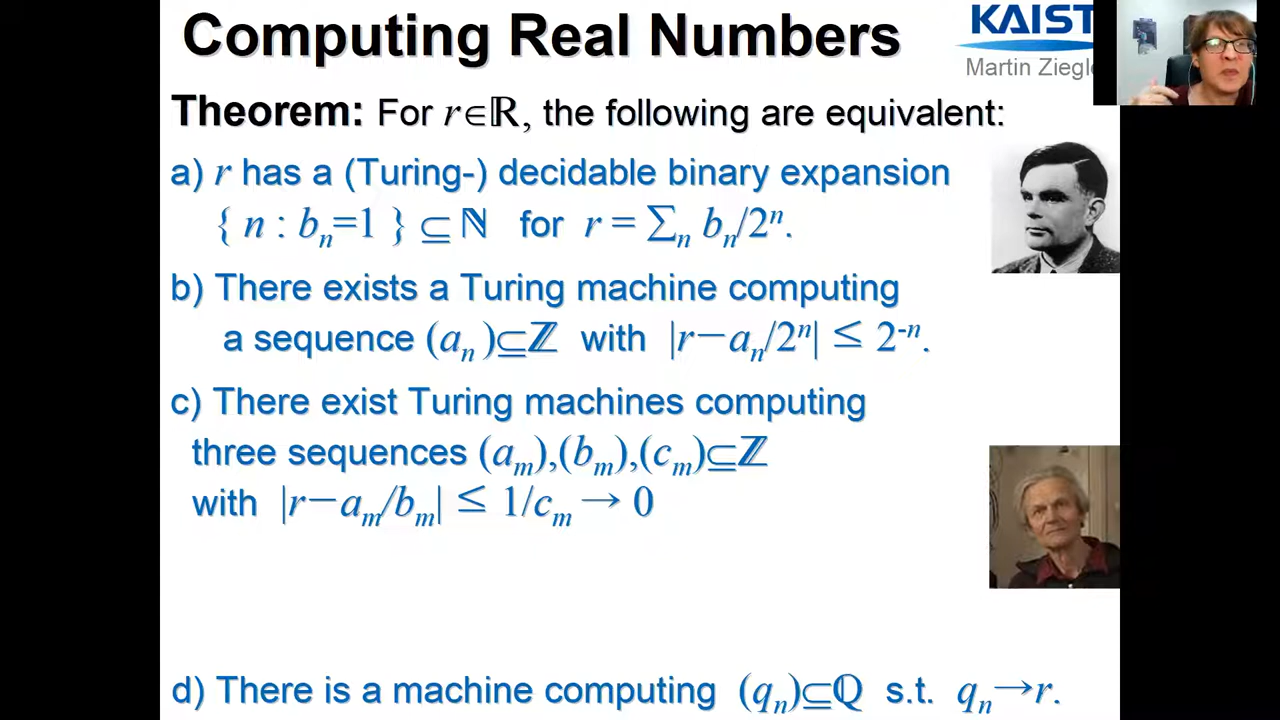 Computing Real Numbers
KAIST
Martin Ziegl
Theorem: For r∈ℝ, the following are equivalent:
a) r has a (Turing-) decidable binary expansion
{ n : bₙ=1 } ⊆ ℕ for r = ∑ₙ bₙ/2ⁿ.
b) There exists a Turing machine computing
a sequence (aₙ)⊆ℤ with |r−aₙ/2ⁿ| ≤ 2⁻ⁿ.
c) There exist Turing machines computing
three sequences (aₘ),(bₘ),(cₘ)⊆ℤ
with |r−aₘ/bₘ| ≤ 1/cₘ → 0
d) There is a machine computing (qₙ)⊆ℚ s.t. qₙ→r.